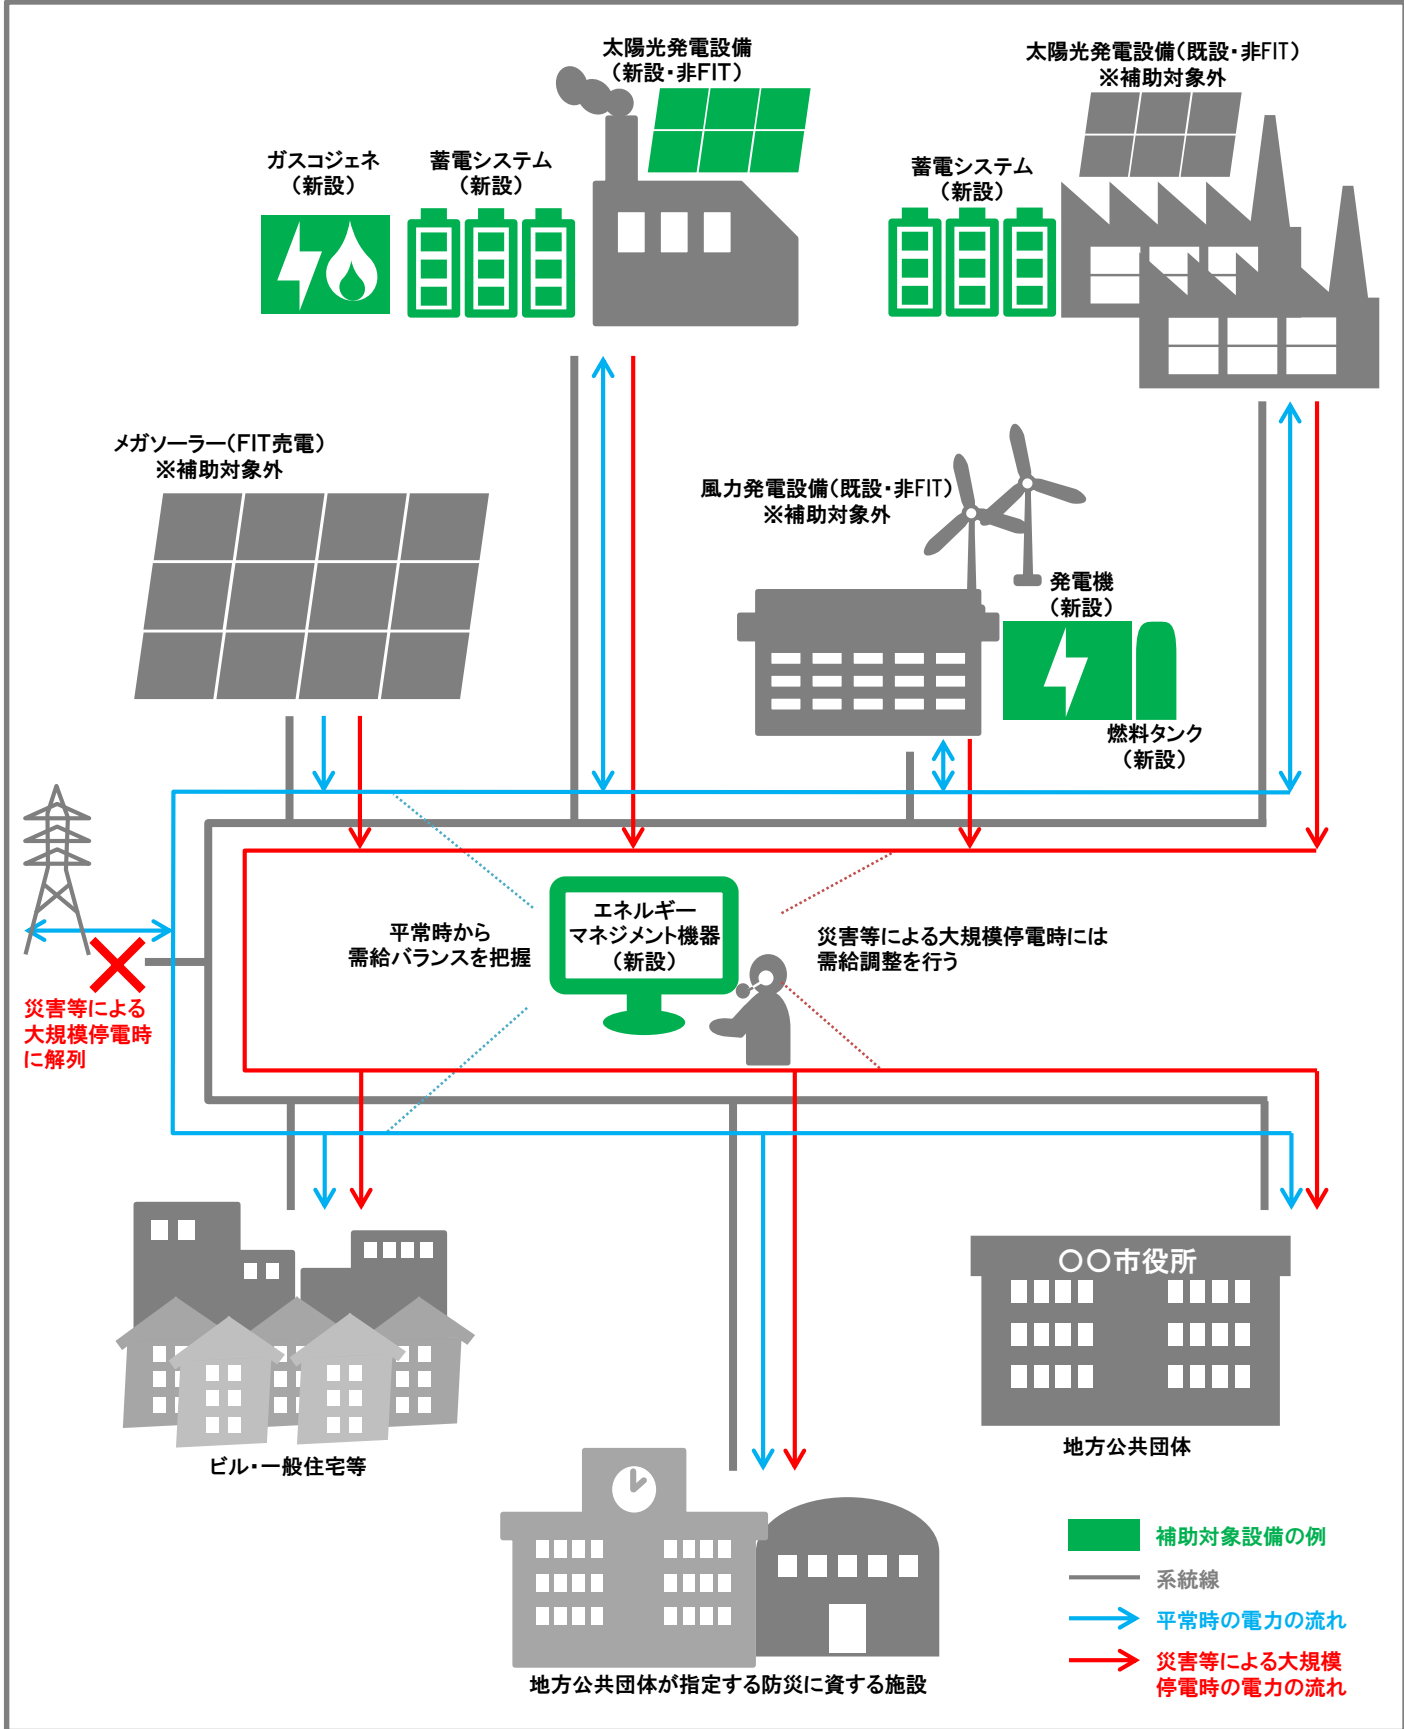 太陽光発電設備
（新設・非FIT）
太陽光発電設備（既設・非FIT）
※補助対象外
ガスコジェネ
（新設）
蓄電システム
（新設）
蓄電システム
（新設）
メガソーラー（FIT売電）
※補助対象外
風力発電設備（既設・非FIT）
※補助対象外
発電機
（新設）
燃料タンク
（新設）
平常時から
需給バランスを把握
エネルギー
マネジメント機器
（新設）
災害等による大規模停電時には
需給調整を行う
災害等による
大規模停電時
に解列
〇〇市役所
地方公共団体
ビル・一般住宅等
地方公共団体が指定する防災に資する施設
補助対象設備の例
系統線
平常時の電力の流れ
災害等による大規模
停電時の電力の流れ